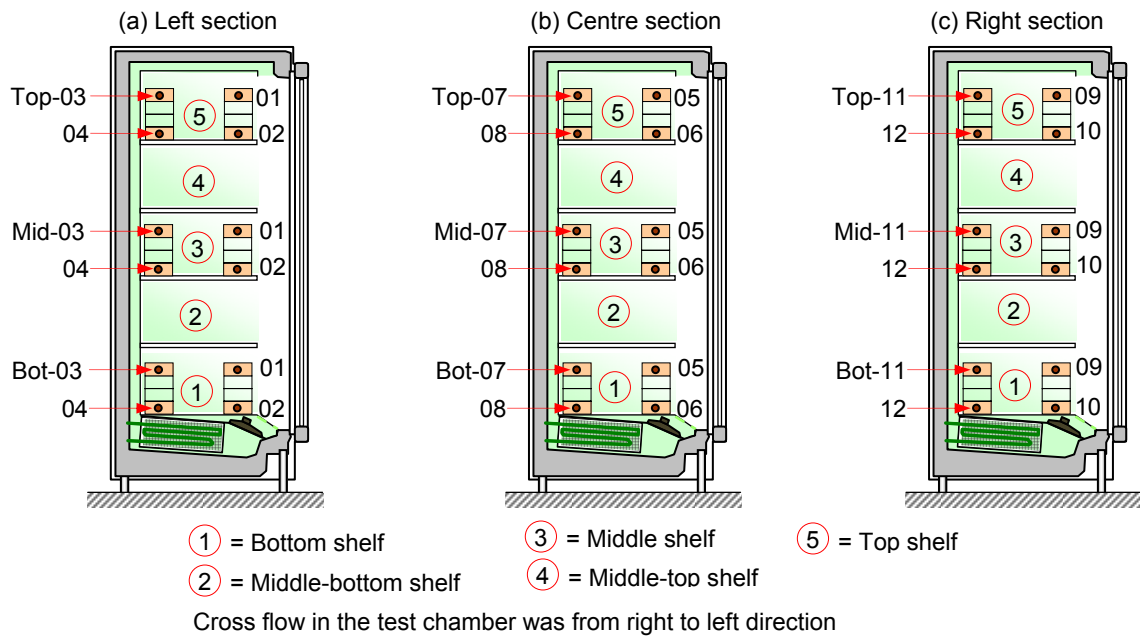 (a) Left section (b) Centre section (c) Right section
Top-03 5 01 Top-07 5 05 Top-11 5 09
04 02 08 06 12 10
4 4 4
Mid-03 3 01 Mid-07 3 05 Mid-11 3 09
04 02 08 06 12 10
2 2 2
Bot-03 1 01 Bot-07 1 05 Bot-11 1 09
04 02 08 06 12 10
1 = Bottom shelf 3 = Middle shelf 5 = Top shelf
2 = Middle-bottom shelf 4 = Middle-top shelf
Cross flow in the test chamber was from right to left direction